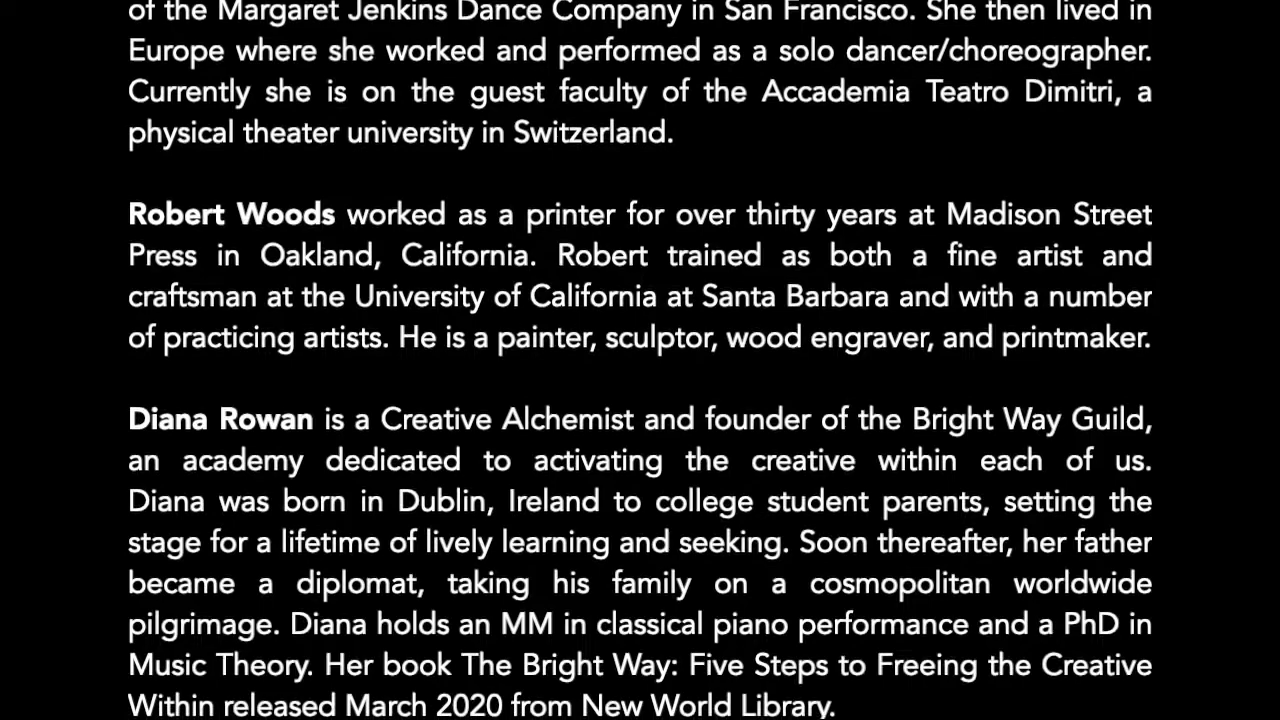 of the Margaret Jenkins Dance Company in San Francisco. She then lived in
Europe where she worked and performed as a solo dancer/choreographer.
Currently she is on the guest faculty of the Accademia Teatro Dimitri, a
physical theater university in Switzerland.
Robert Woods worked as a printer for over thirty years at Madison Street
Press in Oakland, California. Robert trained as both a fine artist and
craftsman at the University of California at Santa Barbara and with a number
of practicing artists. He is a painter, sculptor, wood engraver, and printmaker.
Diana Rowan is a Creative Alchemist and founder of the Bright Way Guild,
an academy dedicated to activating the creative within each of us.
Diana was born in Dublin, Ireland to college student parents, setting the
stage for a lifetime of lively learning and seeking. Soon thereafter, her father
became a diplomat, taking his family on a cosmopolitan worldwide
pilgrimage. Diana holds an MM in classical piano performance and a PhD in
Music Theory. Her book The Bright Way: Five Steps to Freeing the Creative
Within released March 2020 from New World Library.